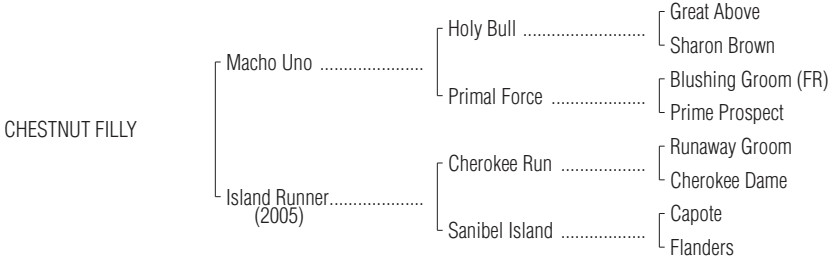 Great Above
Holy Bull ..........................
Sharon Brown
Macho Uno ......................
Blushing Groom (FR)
Primal Force ....................
Prime Prospect
CHESTNUT FILLY
Runaway Groom
Cherokee Run ..................
Cherokee Dame
Island Runner....................
(2005)
Capote
Sanibel Island ...................
Flanders